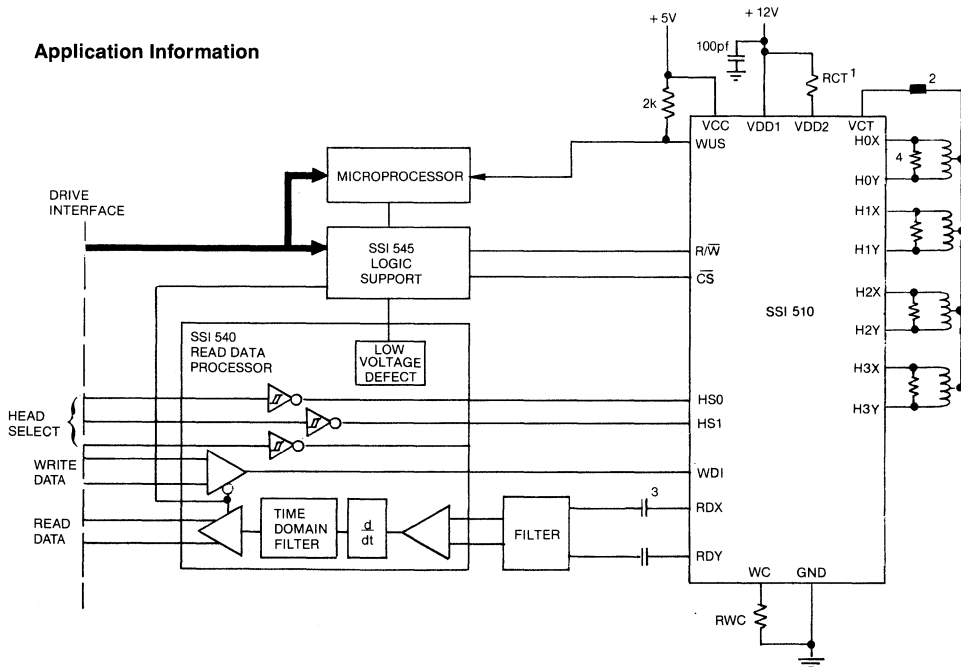 Application Information
+5V
+12V
100pf
RCT 1
2
2k
VCC
VDD1
VDD2
VCT
WUS
H0X
4
H0Y
MICROPROCESSOR
DRIVE
INTERFACE
H1X
H1Y
SSI 545
LOGIC
SUPPORT
R/W̅
C̅S̅
SSI 510
H2X
H2Y
SSI 540
READ DATA
PROCESSOR
LOW
VOLTAGE
DEFECT
H3X
H3Y
HEAD
SELECT
HS0
HS1
WRITE
DATA
WDI
READ
DATA
TIME
DOMAIN
FILTER
d
dt
FILTER
3
RDX
RDY
WC
GND
RWC